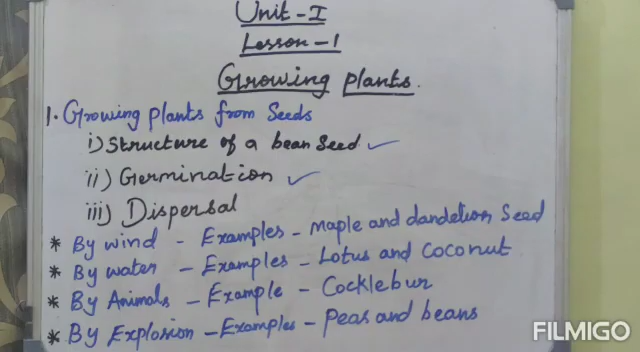 Unit-I
Lesson-1
Growing plants.
1. Growing plants from Seeds
i) Structure of a bean Seed ✓
ii) Germination ✓
iii) Dispersal
* By wind - Examples - maple and dandelion Seed
* By water - Examples - Lotus and coconut
* By Animals - Example - Cocklebur
* By Explosion - Examples - Peas and beans
FILMIGO